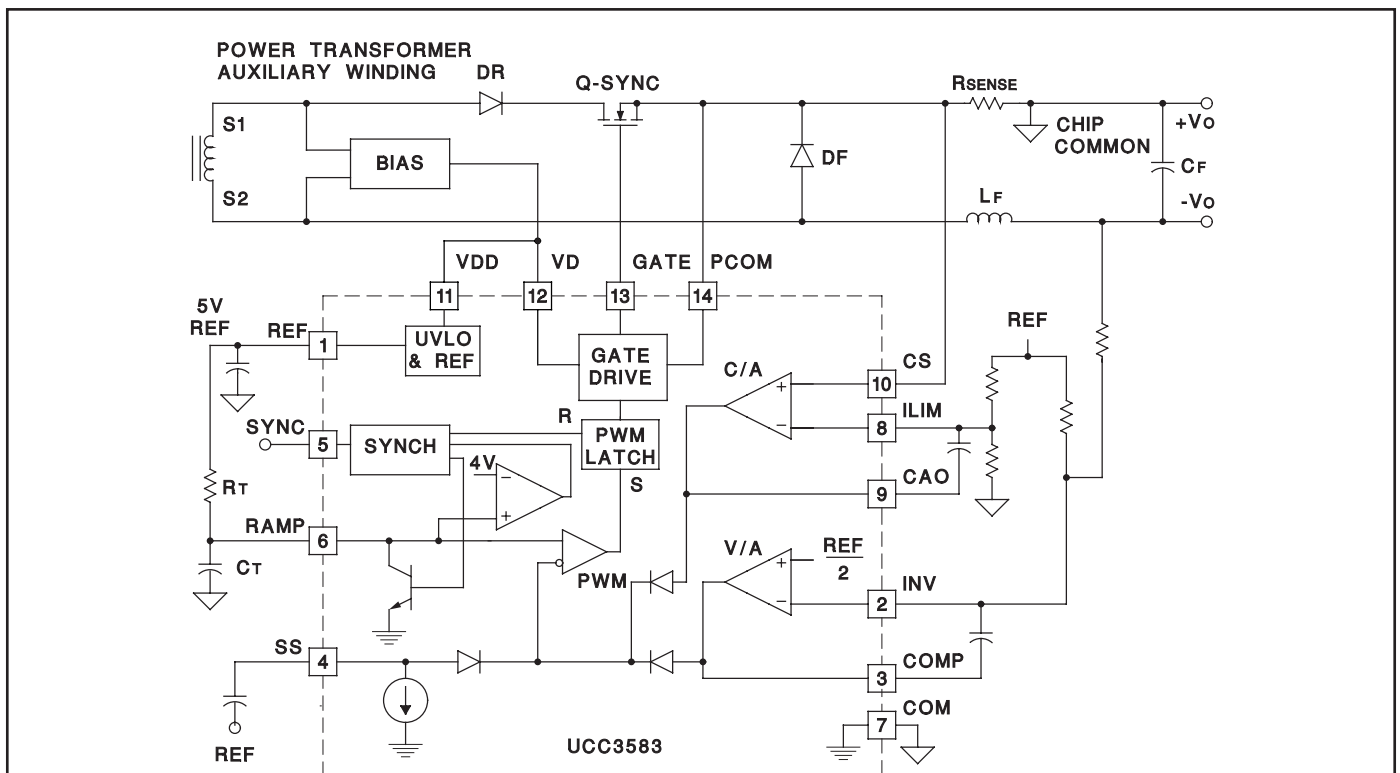 POWER TRANSFORMER
AUXILIARY WINDING
DR
Q-SYNC
RSENSE
S1
S2
BIAS
DF
CHIP
COMMON
+VO
CF
LF
-VO
VDD
VD
GATE
PCOM
11
12
13
14
5V
REF
REF
1
UVLO
& REF
GATE
DRIVE
REF
C/A
+
−
CS
10
ILIM
8
CAO
9
SYNC
5
SYNCH
R
PWM
LATCH
S
4V
−
+
RT
RAMP
6
CT
PWM
V/A
+
−
REF
2
INV
2
COMP
3
SS
4
COM
7
REF
UCC3583